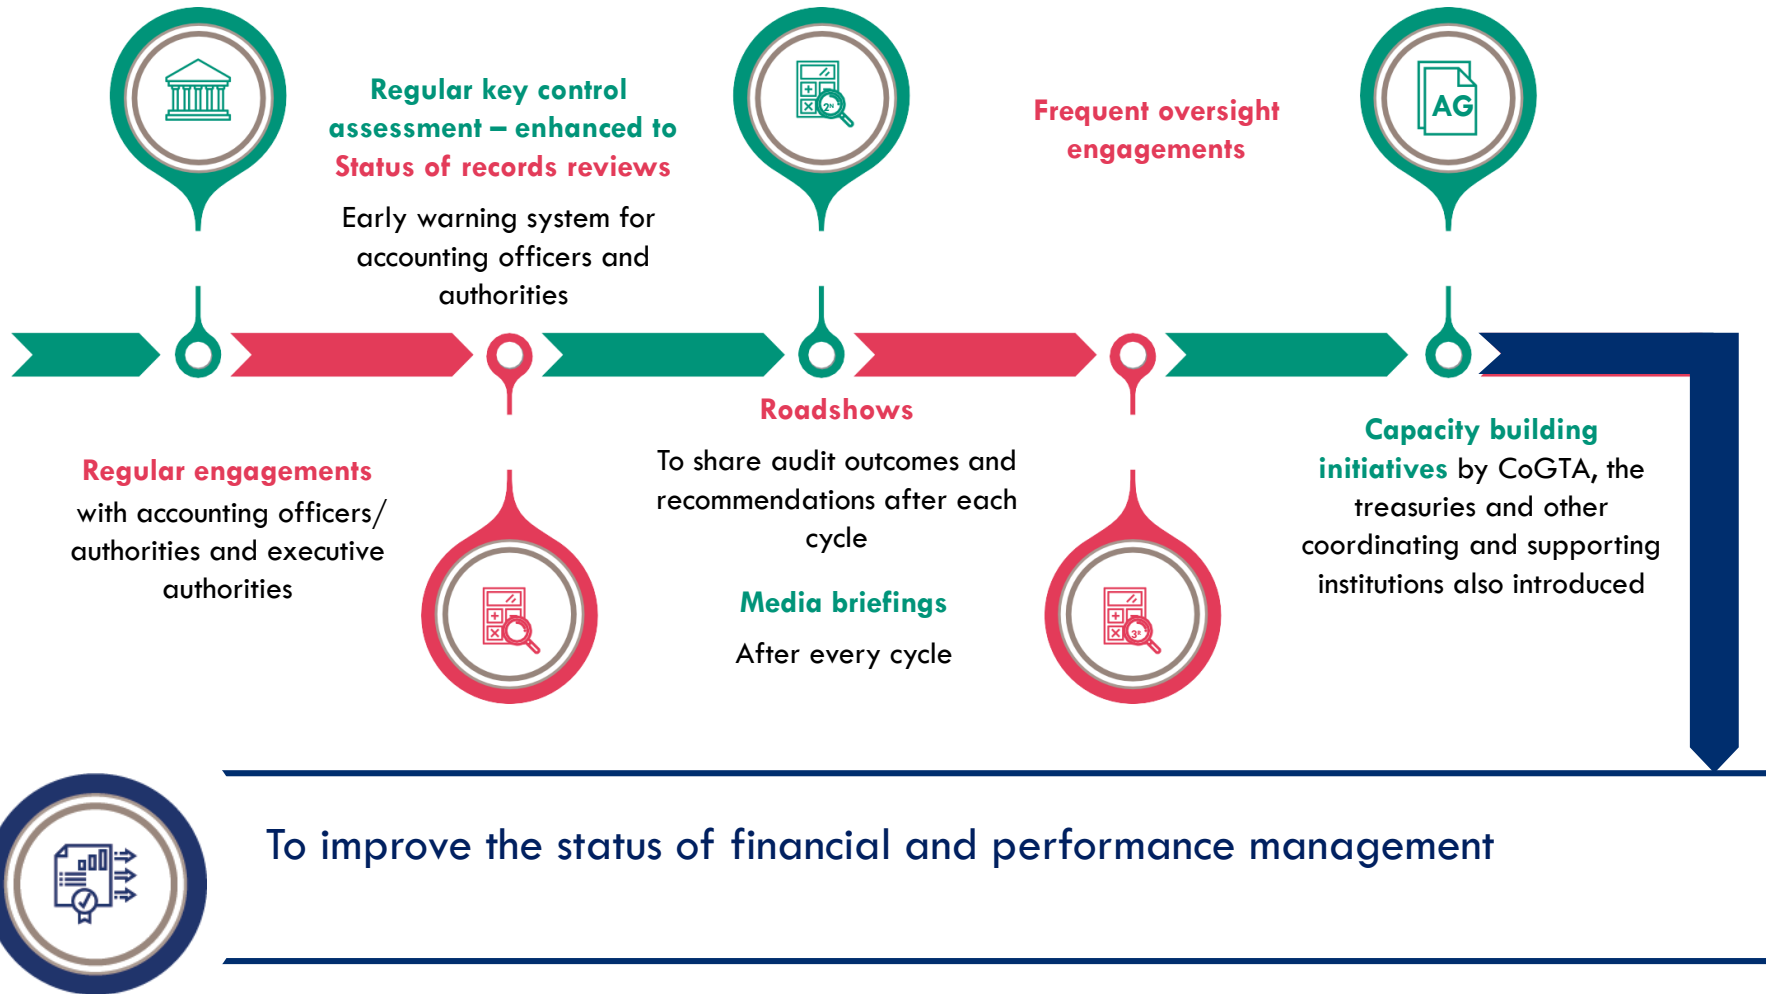 Regular key control
assessment – enhanced to
Status of records reviews
Early warning system for
accounting officers and
authorities
2ᴺ
Frequent oversight
engagements
AG
Regular engagements
with accounting officers/
authorities and executive
authorities
Roadshows
To share audit outcomes and
recommendations after each
cycle
Media briefings
After every cycle
3ᴿ
Capacity building
initiatives by CoGTA, the
treasuries and other
coordinating and supporting
institutions also introduced
To improve the status of financial and performance management